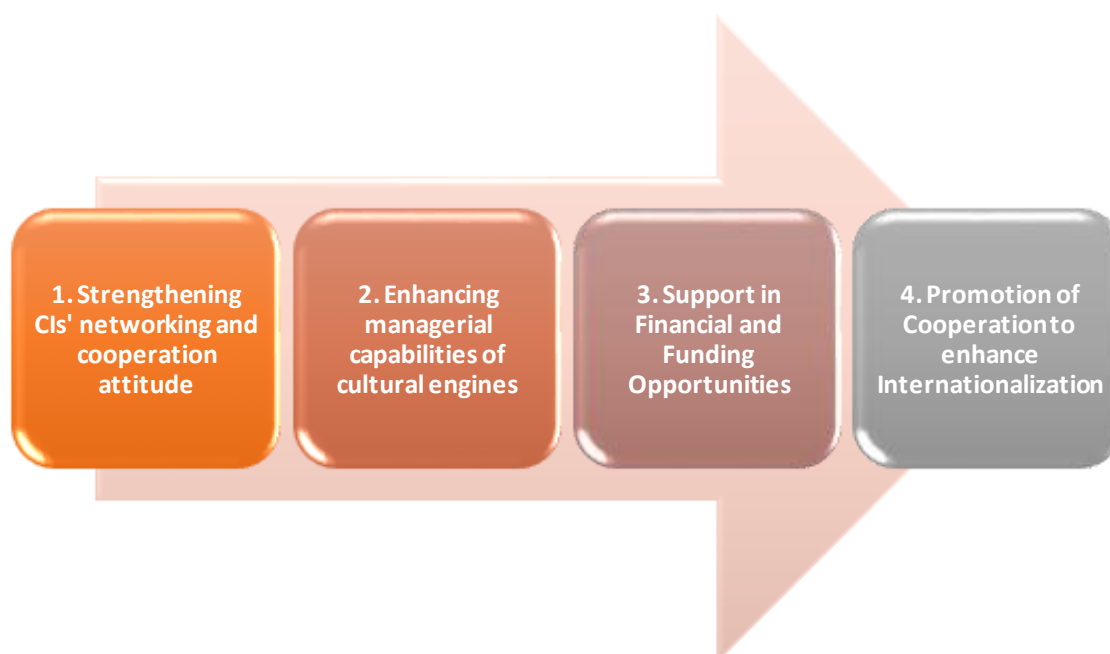 1. Strengthening
CIs' networking and
cooperation
attitude
2. Enhancing
managerial
capabilities of
cultural engines
3. Support in
Financial and
Funding
Opportunities
4. Promotion of
Cooperation to
enhance
Internationalization